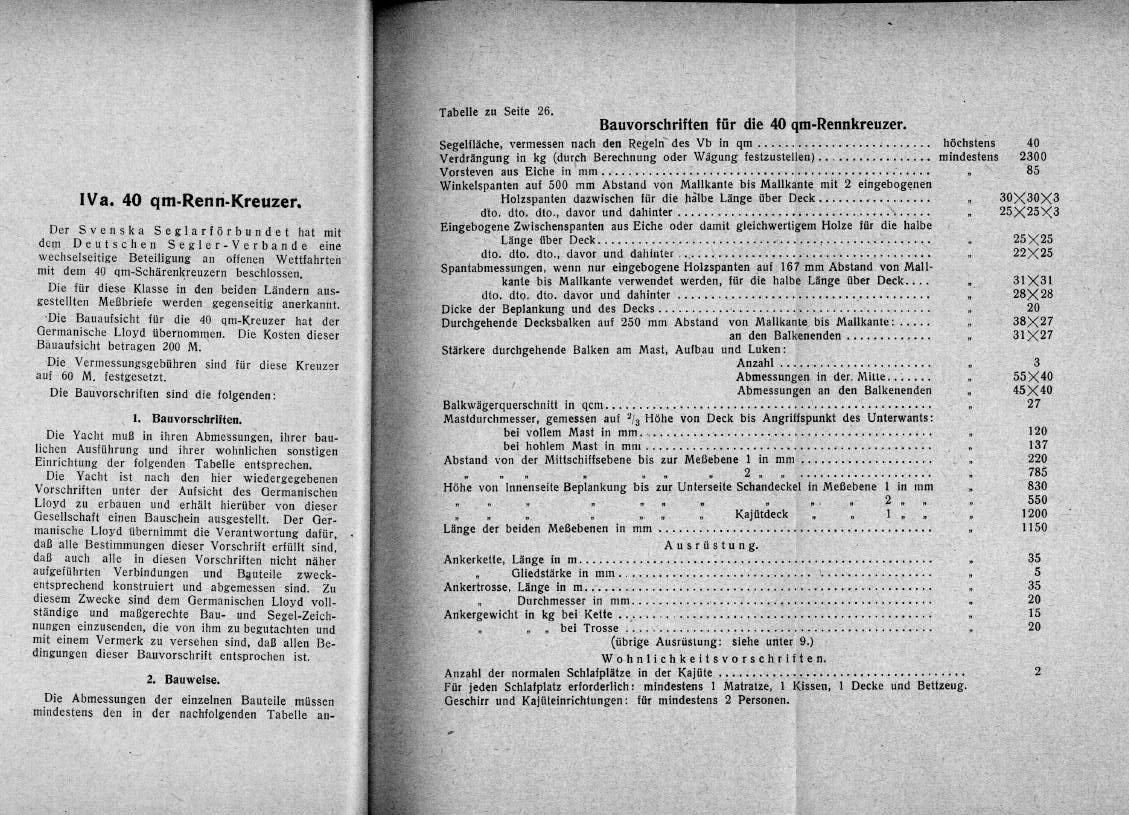 IVa. 40 qm-Renn-Kreuzer.
Der Svenska Seglarförbundet hat mit
dem Deutschen Segler-Verbande eine
wechselseitige Beteiligung an offenen Wettfahrten
mit dem 40 qm-Schärenkreuzern beschlossen.
Die für diese Klasse in den beiden Ländern aus-
gestellten Meßbriefe werden gegenseitig anerkannt.
Die Bauaufsicht für die 40 qm-Kreuzer hat der
Germanische Lloyd übernommen. Die Kosten dieser
Bauaufsicht betragen 200 M.
Die Vermessungsgebühren sind für diese Kreuzer
auf 60 M. festgesetzt.
Die Bauvorschriften sind die folgenden:
1. Bauvorschriften.
Die Yacht muß in ihren Abmessungen, ihrer bau-
lichen Ausführung und ihrer wohnlichen sonstigen
Einrichtung der folgenden Tabelle entsprechen.
Die Yacht ist nach den hier wiedergegebenen
Vorschriften unter der Aufsicht des Germanischen
Lloyd zu erbauen und erhält hierüber von dieser
Gesellschaft einen Bauschein ausgestellt. Der Ger-
manische Lloyd übernimmt die Verantwortung dafür,
daß alle Bestimmungen dieser Vorschrift erfüllt sind,
daß auch alle in diesen Vorschriften nicht näher
aufgeführten Verbindungen und Bauteile zweck-
entsprechend konstruiert und abgemessen sind. Zu
diesem Zwecke sind dem Germanischen Lloyd voll-
ständige und maßgerechte Bau- und Segel-Zeich-
nungen einzusenden, die von ihm zu begutachten und
mit einem Vermerk zu versehen sind, daß allen Be-
dingungen dieser Bauvorschrift entsprochen ist.
2. Bauweise.
Die Abmessungen der einzelnen Bauteile müssen
mindestens den in der nachfolgenden Tabelle an-
Tabelle zu Seite 26.
Bauvorschriften für die 40 qm-Rennkreuzer.
Segelfläche, vermessen nach den Regeln des Vb in qm . . . . . höchstens 40
Verdrängung in kg (durch Berechnung oder Wägung festzustellen) . . . . . mindestens 2300
Vorsteven aus Eiche in mm . . . . . „ 85
Winkelspanten auf 500 mm Abstand von Mallkante bis Mallkante mit 2 eingebogenen
Holzspanten dazwischen für die halbe Länge über Deck . . . . . „ 30×30×3
dto. dto. dto., davor und dahinter . . . . . „ 25×25×3
Eingebogene Zwischenspanten aus Eiche oder damit gleichwertigem Holze für die halbe
Länge über Deck . . . . . „ 25×25
dto. dto. dto., davor und dahinter . . . . . „ 22×25
Spantabmessungen, wenn nur eingebogene Holzspanten auf 167 mm Abstand von Mall-
kante bis Mallkante verwendet werden, für die halbe Länge über Deck . . . . „ 31×31
dto. dto. dto. davor und dahinter . . . . . „ 28×28
Dicke der Beplankung und des Decks . . . . . „ 20
Durchgehende Decksbalken auf 250 mm Abstand von Mallkante bis Mallkante: . . . . . „ 38×27
an den Balkenenden . . . . . „ 31×27
Stärkere durchgehende Balken am Mast, Aufbau und Luken:
Anzahl . . . . . „ 3
Abmessungen in der Mitte . . . . . „ 55×40
Abmessungen an den Balkenenden „ 45×40
Balkwägerquerschnitt in qcm . . . . . „ 27
Mastdurchmesser, gemessen auf 2/3 Höhe von Deck bis Angriffspunkt des Unterwants:
bei vollem Mast in mm . . . . . „ 120
bei hohlem Mast in mm . . . . . „ 137
Abstand von der Mittschiffsebene bis zur Meßebene 1 in mm . . . . . „ 220
„ „ „ „ „ „ „ 2 „ „ . . . . . „ 785
Höhe von Innenseite Beplankung bis zur Unterseite Schandeckel in Meßebene 1 in mm „ 830
„ „ „ „ „ „ „ „ „ „ 2 „ „ „ 550
„ „ „ „ „ „ „ Kajütdeck „ „ 1 „ „ „ 1200
Länge der beiden Meßebenen in mm . . . . . „ 1150
Ausrüstung.
Ankerkette, Länge in m . . . . . „ 35
„ Gliedstärke in mm . . . . . „ 5
Ankertrosse, Länge in m . . . . . „ 35
„ Durchmesser in mm . . . . . „ 20
Ankergewicht in kg bei Kette . . . . . „ 15
„ „ „ bei Trosse . . . . . „ 20
(übrige Ausrüstung: siehe unter 9.)
Wohnlichkeitsvorschriften.
Anzahl der normalen Schlafplätze in der Kajüte . . . . . 2
Für jeden Schlafplatz erforderlich: mindestens 1 Matratze, 1 Kissen, 1 Decke und Bettzeug.
Geschirr und Kajüteinrichtungen: für mindestens 2 Personen.